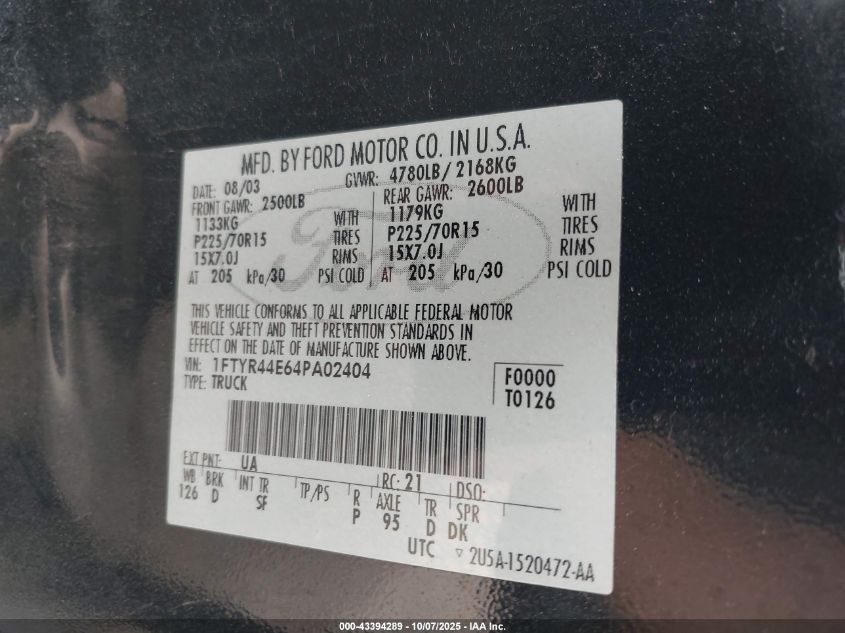 MFD. BY FORD MOTOR CO. IN U.S.A.
DATE: 08/03 GVWR: 4780LB/ 2168KG
FRONT GAWR: 2500LB REAR GAWR: 2600LB
1133KG WITH 1179KG WITH
P225/70R15 TIRES P225/70R15 TIRES
15X7.0J RIMS 15X7.0J RIMS
AT 205 kPa/30 PSI COLD AT 205 kPa/30 PSI COLD
Ford
THIS VEHICLE CONFORMS TO ALL APPLICABLE FEDERAL MOTOR
VEHICLE SAFETY AND THEFT PREVENTION STANDARDS IN
EFFECT ON THE DATE OF MANUFACTURE SHOWN ABOVE.
VIN: 1FTYR44E64PA02404 F0000
TYPE: TRUCK T0126
EXT PNT: UA RC: 21 DSO:
WB BRK INT TR TP/PS R AXLE TR SPR
126 D SF P 95 D DK
UTC ▽ 2U5A-1520472-AA
000-43394289 - 10/07/2025 - IAA Inc.